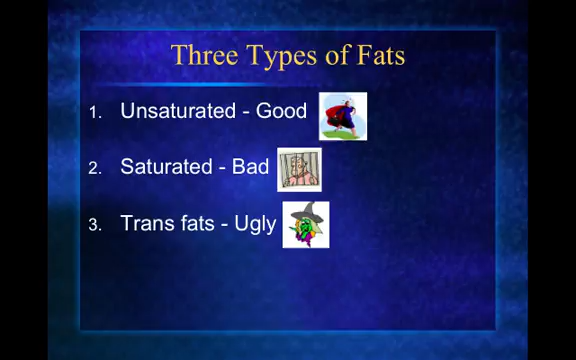 Three Types of Fats
1. Unsaturated - Good
2. Saturated - Bad
3. Trans fats - Ugly